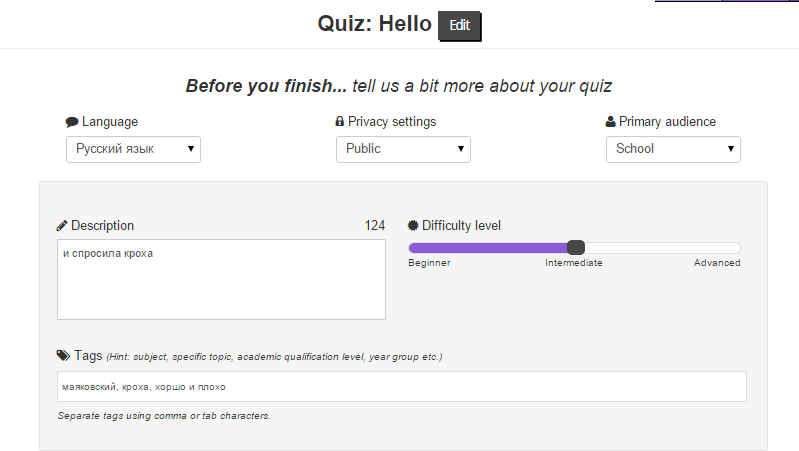 Quiz: Hello Edit
Before you finish... tell us a bit more about your quiz
Language Privacy settings Primary audience
Русский язык Public School
Description 124 Difficulty level
и спросила кроха
Beginner Intermediate Advanced
Tags (Hint: subject, specific topic, academic qualification level, year group etc.)
маяковский, кроха, хоршо и плохо
Separate tags using comma or tab characters.